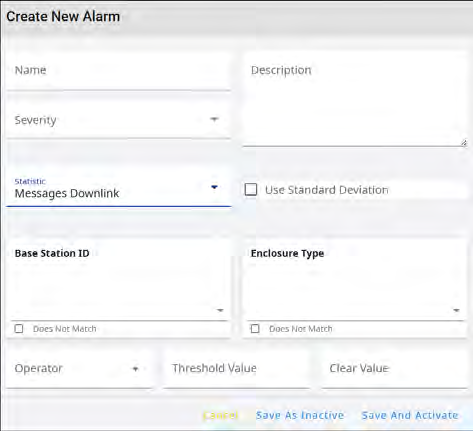 Create New Alarm
Name
Description
Severity
Statistic
Messages Downlink
Use Standard Deviation
Base Station ID
Enclosure Type
Does Not Match
Does Not Match
Operator
Threshold Value
Clear Value
Cancel
Save As Inactive
Save And Activate